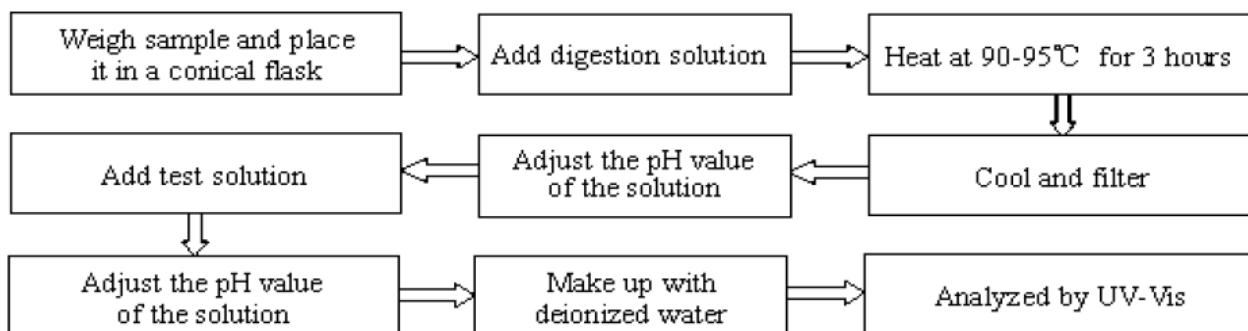 Weigh sample and place
it in a conical flask
Add digestion solution
Heat at 90-95℃ for 3 hours
Cool and filter
Adjust the pH value
of the solution
Add test solution
Adjust the pH value
of the solution
Make up with
deionized water
Analyzed by UV-Vis